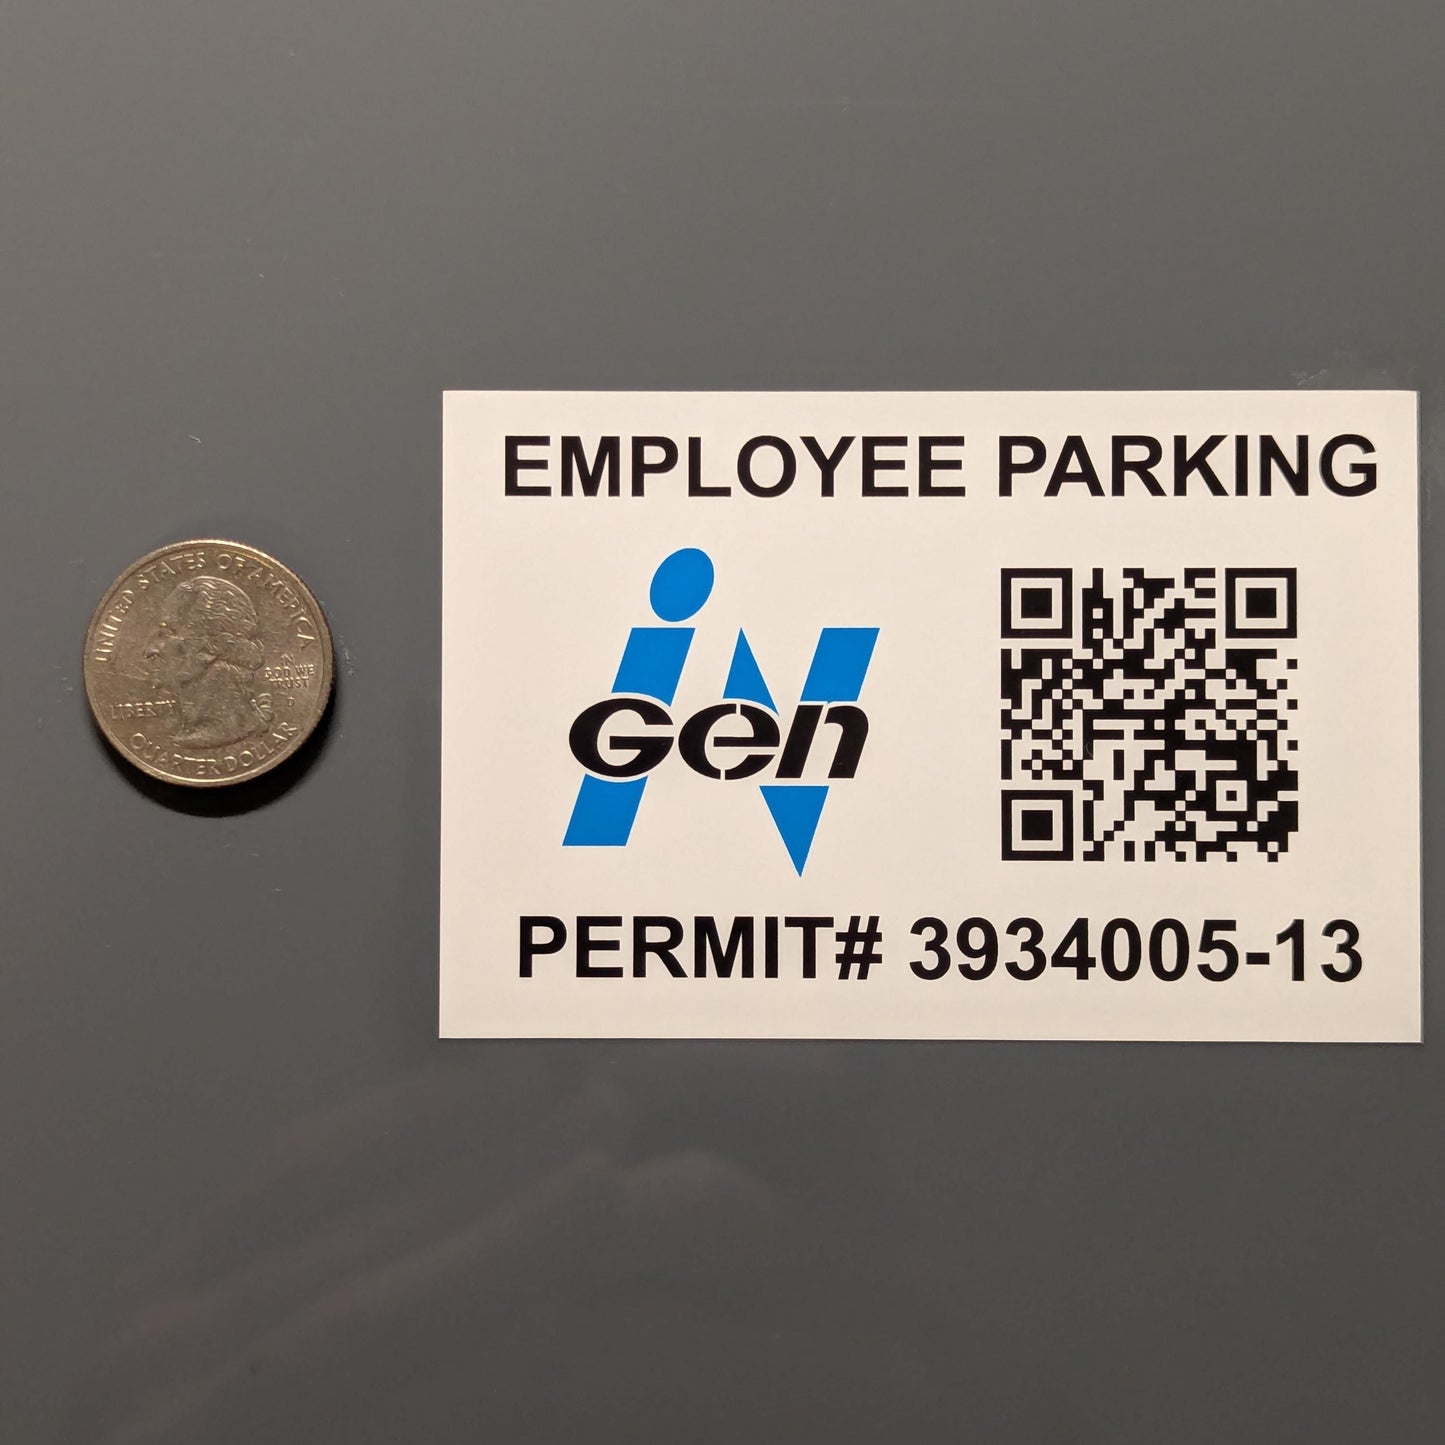 EMPLOYEE PARKING
iN
Gen
PERMIT# 3934005-13
UNITED STATES OF AMERICA
LIBERTY
IN
GOD WE
TRUST
D
QUARTER DOLLAR